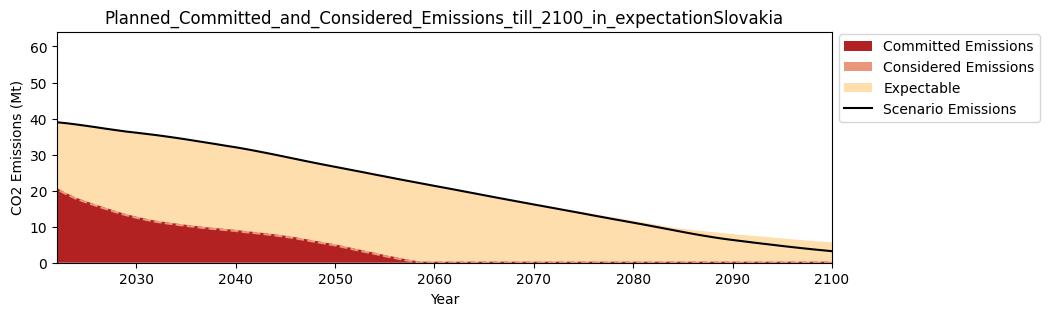 Planned_Committed_and_Considered_Emissions_till_2100_in_expectationSlovakia
CO2 Emissions (Mt)
60
50
40
30
20
10
0
2030 2040 2050 2060 2070 2080 2090 2100
Year
Committed Emissions
Considered Emissions
Expectable
Scenario Emissions